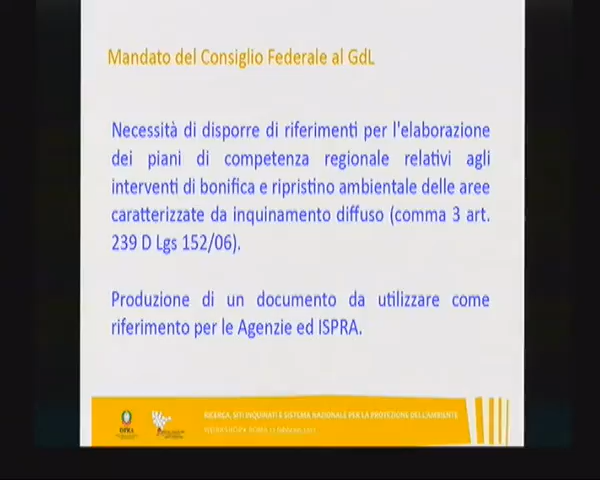 Mandato del Consiglio Federale al GdL
Necessità di disporre di riferimenti per l'elaborazione
dei piani di competenza regionale relativi agli
interventi di bonifica e ripristino ambientale delle aree
caratterizzate da inquinamento diffuso (comma 3 art.
239 D Lgs 152/06).
Produzione di un documento da utilizzare come
riferimento per le Agenzie ed ISPRA.
RICERCA, SITI INQUINATI E SISTEMA NAZIONALE PER LA PROTEZIONE DELL'AMBIENTE
ISPRA